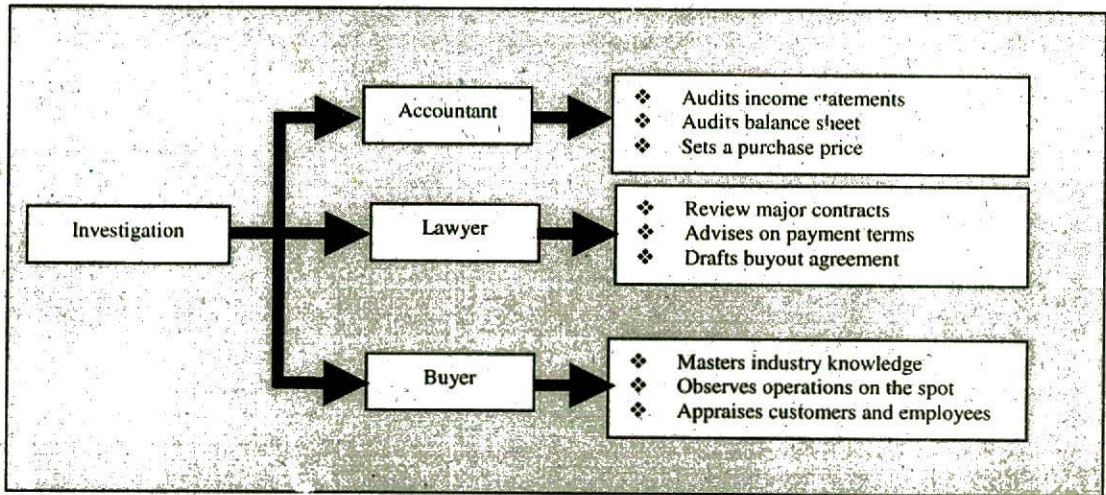 Investigation
Accountant
❖ Audits income statements
❖ Audits balance sheet
❖ Sets a purchase price
Lawyer
❖ Review major contracts
❖ Advises on payment terms
❖ Drafts buyout agreement
Buyer
❖ Masters industry knowledge
❖ Observes operations on the spot
❖ Appraises customers and employees